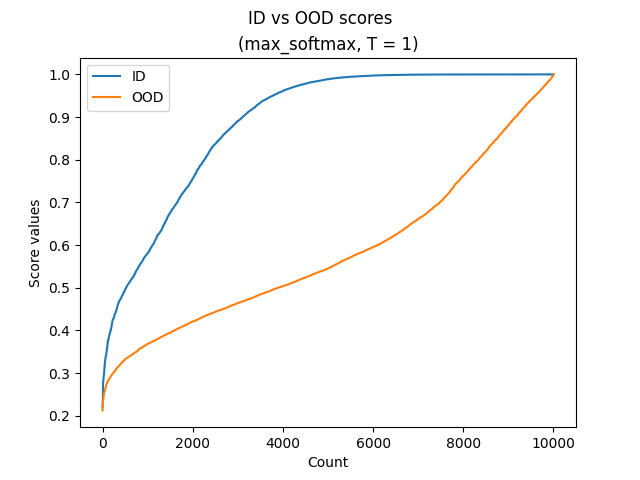 ID vs OOD scores
(max_softmax, T = 1)
ID
OOD
1.0
0.9
0.8
0.7
0.6
0.5
0.4
0.3
0.2
Score values
0 2000 4000 6000 8000 10000
Count